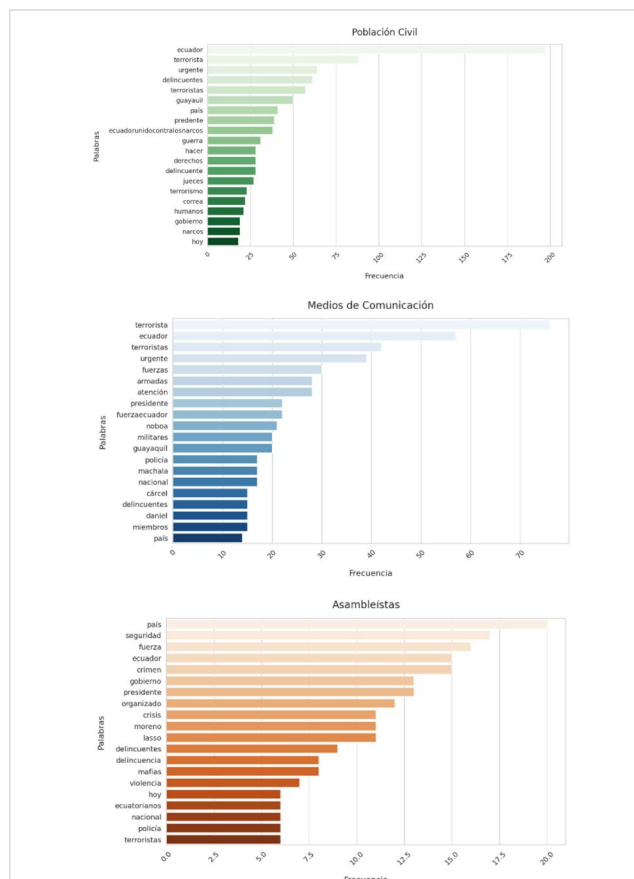 Población Civil
ecuador
terrorista
urgente
delincuentes
terroristas
guayauil
país
predente
ecuadorunidocontralosnarcos
guerra
hacer
derechos
delincuente
jueces
terrorismo
correa
humanos
gobierno
narcos
hoy
Palabras
0 25 50 75 100 125 150 175 200
Frecuencia
Medios de Comunicación
terrorista
ecuador
terroristas
urgente
fuerzas
armadas
atención
presidente
fuerzaecuador
noboa
militares
guayaquil
policía
machala
nacional
cárcel
delincuentes
daniel
miembros
país
Palabras
0 10 20 30 40 50 60 70
Frecuencia
Asambleístas
país
seguridad
fuerza
ecuador
crimen
gobierno
presidente
organizado
crisis
moreno
lasso
delincuentes
delincuencia
mafias
violencia
hoy
ecuatorianos
nacional
policía
terroristas
Palabras
0.0 2.5 5.0 7.5 10.0 12.5 15.0 17.5 20.0
Frecuencia